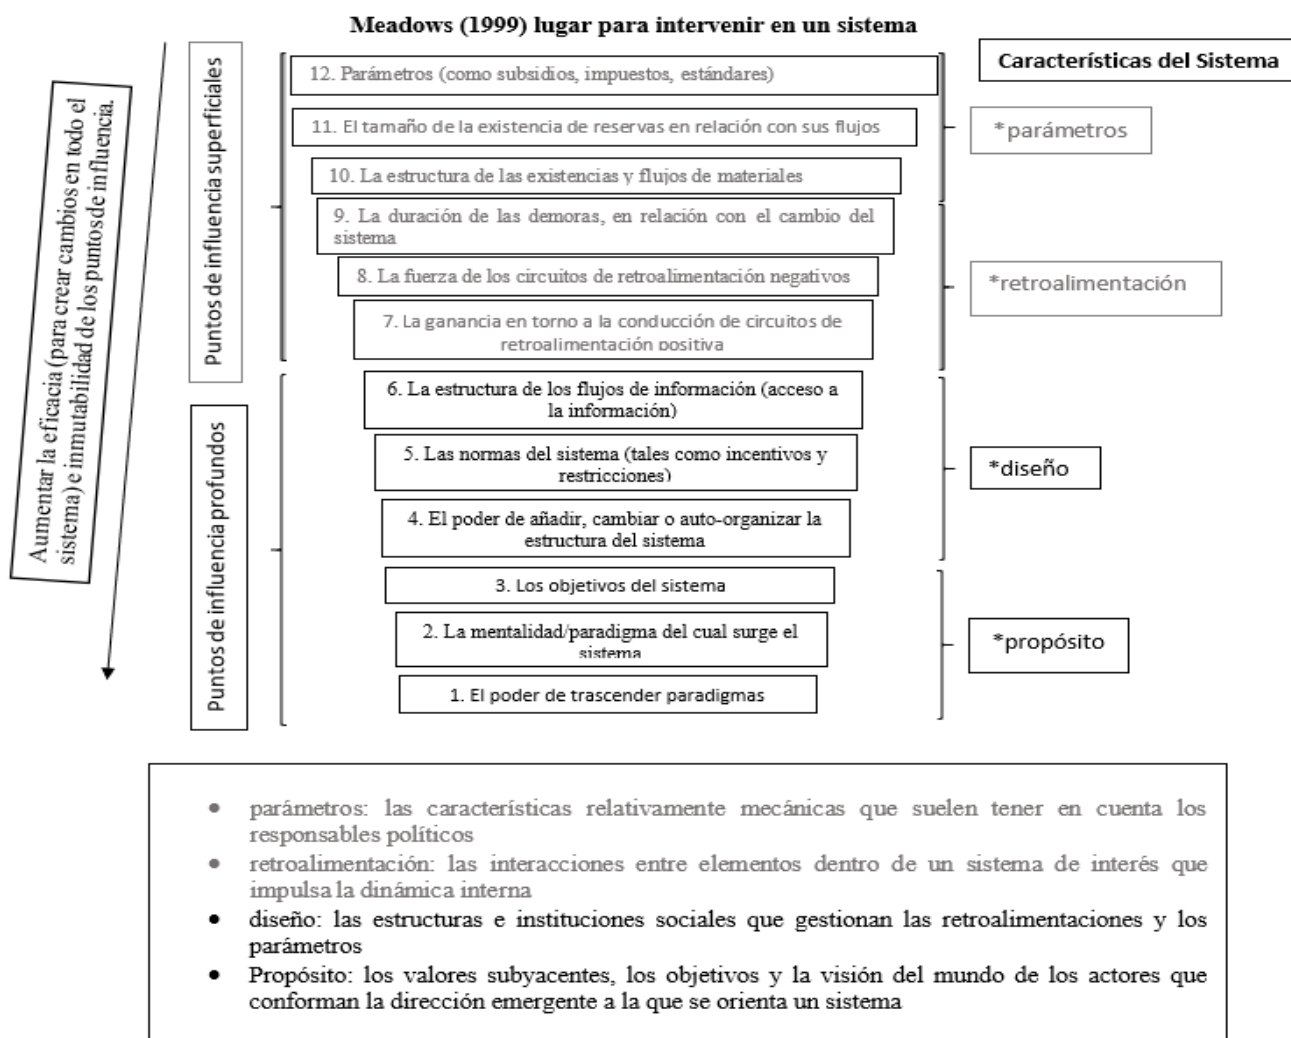 Meadows (1999) lugar para intervenir en un sistema
Aumentar la eficacia (para crear cambios en todo el
sistema) e inmutabilidad de los puntos de influencia.
Puntos de influencia superficiales
12. Parámetros (como subsidios, impuestos, estándares)
11. El tamaño de la existencia de reservas en relación con sus flujos
10. La estructura de las existencias y flujos de materiales
9. La duración de las demoras, en relación con el cambio del
sistema
8. La fuerza de los circuitos de retroalimentación negativos
7. La ganancia en torno a la conducción de circuitos de
retroalimentación positiva
Puntos de influencia profundos
6. La estructura de los flujos de información (acceso a
la información)
5. Las normas del sistema (tales como incentivos y
restricciones)
4. El poder de añadir, cambiar o auto-organizar la
estructura del sistema
3. Los objetivos del sistema
2. La mentalidad/paradigma del cual surge el
sistema
1. El poder de trascender paradigmas
Características del Sistema
*parámetros
*retroalimentación
*diseño
*propósito
• parámetros: las características relativamente mecánicas que suelen tener en cuenta los
responsables políticos
• retroalimentación: las interacciones entre elementos dentro de un sistema de interés que
impulsa la dinámica interna
• diseño: las estructuras e instituciones sociales que gestionan las retroalimentaciones y los
parámetros
• Propósito: los valores subyacentes, los objetivos y la visión del mundo de los actores que
conforman la dirección emergente a la que se orienta un sistema